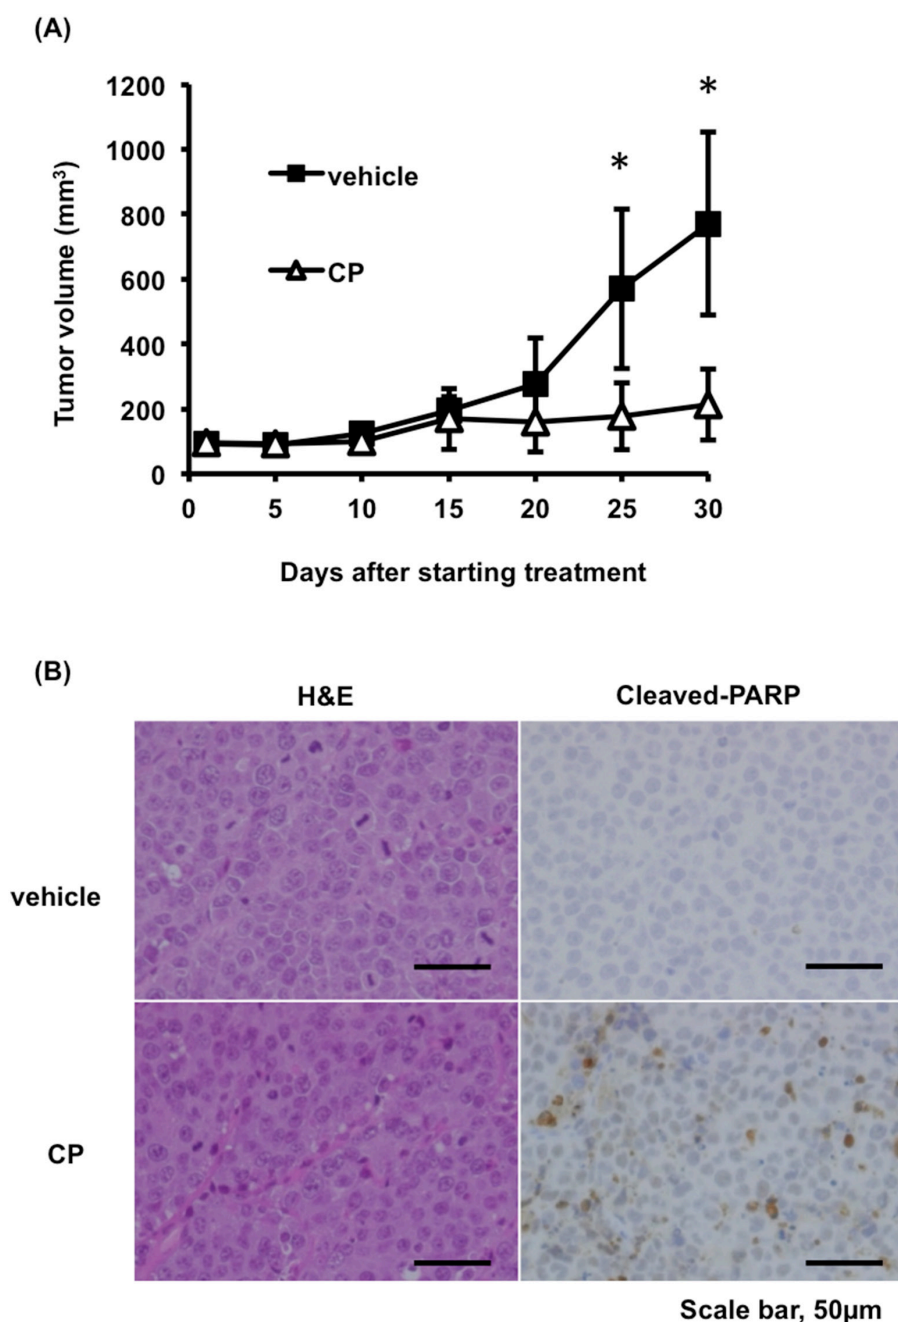 (A)
1200
1000
800
600
400
200
0
Tumor volume (mm³)
vehicle
CP
*
*
0 5 10 15 20 25 30
Days after starting treatment
(B)
H&E Cleaved-PARP
vehicle
CP
Scale bar, 50µm